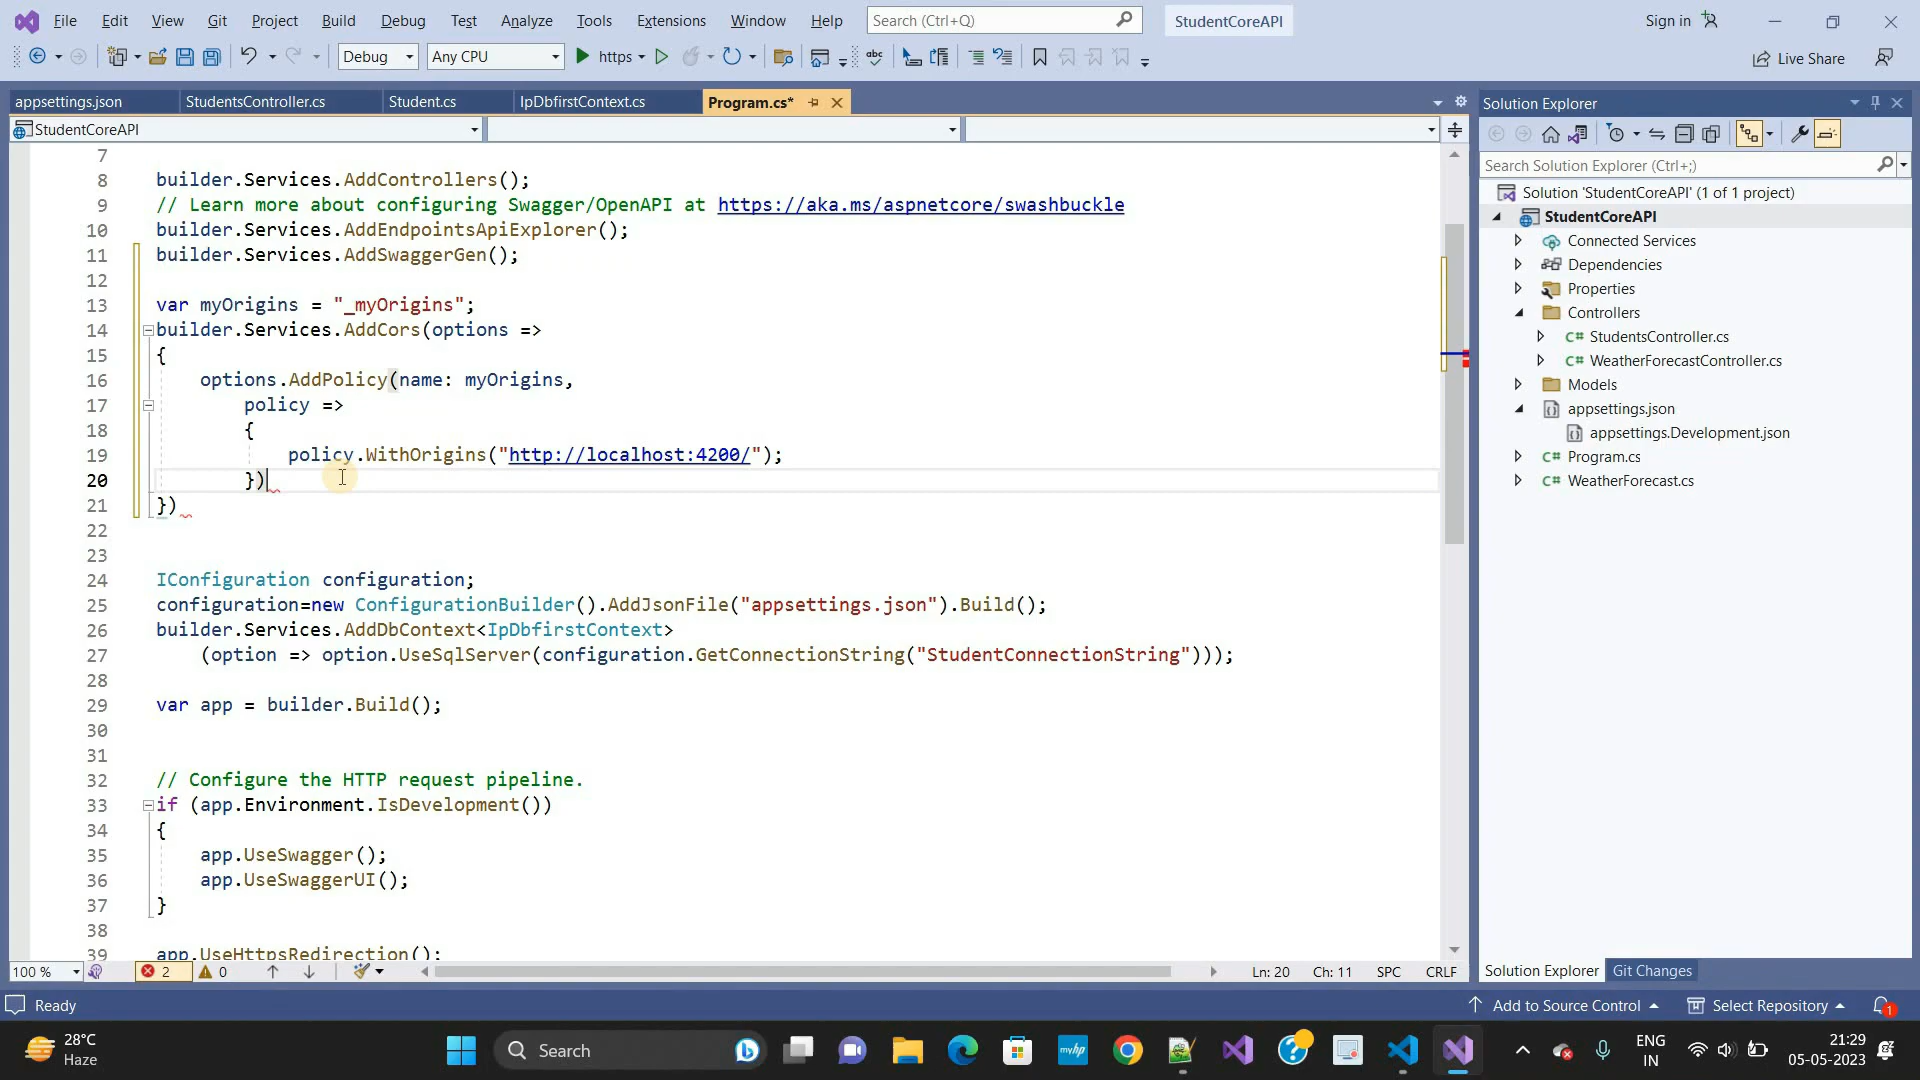 File Edit View Git Project Build Debug Test Analyze Tools Extensions Window Help Search (Ctrl+Q) StudentCoreAPI Sign in
Debug Any CPU https Live Share
appsettings.json StudentsController.cs Student.cs IpDbfirstContext.cs Program.cs*
StudentCoreAPI
7
8 builder.Services.AddControllers();
9 // Learn more about configuring Swagger/OpenAPI at https://aka.ms/aspnetcore/swashbuckle
10 builder.Services.AddEndpointsApiExplorer();
11 builder.Services.AddSwaggerGen();
12
13 var myOrigins = "_myOrigins";
14 builder.Services.AddCors(options =>
15 {
16 options.AddPolicy(name: myOrigins,
17 policy =>
18 {
19 policy.WithOrigins("http://localhost:4200/");
20 })
21 })
22
23
24 IConfiguration configuration;
25 configuration=new ConfigurationBuilder().AddJsonFile("appsettings.json").Build();
26 builder.Services.AddDbContext<IpDbfirstContext>
27 (option => option.UseSqlServer(configuration.GetConnectionString("StudentConnectionString")));
28
29 var app = builder.Build();
30
31
32 // Configure the HTTP request pipeline.
33 if (app.Environment.IsDevelopment())
34 {
35 app.UseSwagger();
36 app.UseSwaggerUI();
37 }
38
39 app.UseHttpsRedirection();
100 % 2 0 Ln: 20 Ch: 11 SPC CRLF
Solution Explorer
Search Solution Explorer (Ctrl+;)
Solution 'StudentCoreAPI' (1 of 1 project)
StudentCoreAPI
Connected Services
Dependencies
Properties
Controllers
C# StudentsController.cs
C# WeatherForecastController.cs
Models
appsettings.json
appsettings.Development.json
C# Program.cs
C# WeatherForecast.cs
Solution Explorer Git Changes
Ready Add to Source Control Select Repository 1
28°C
Haze
Search
myhp
ENG
IN
21:29
05-05-2023